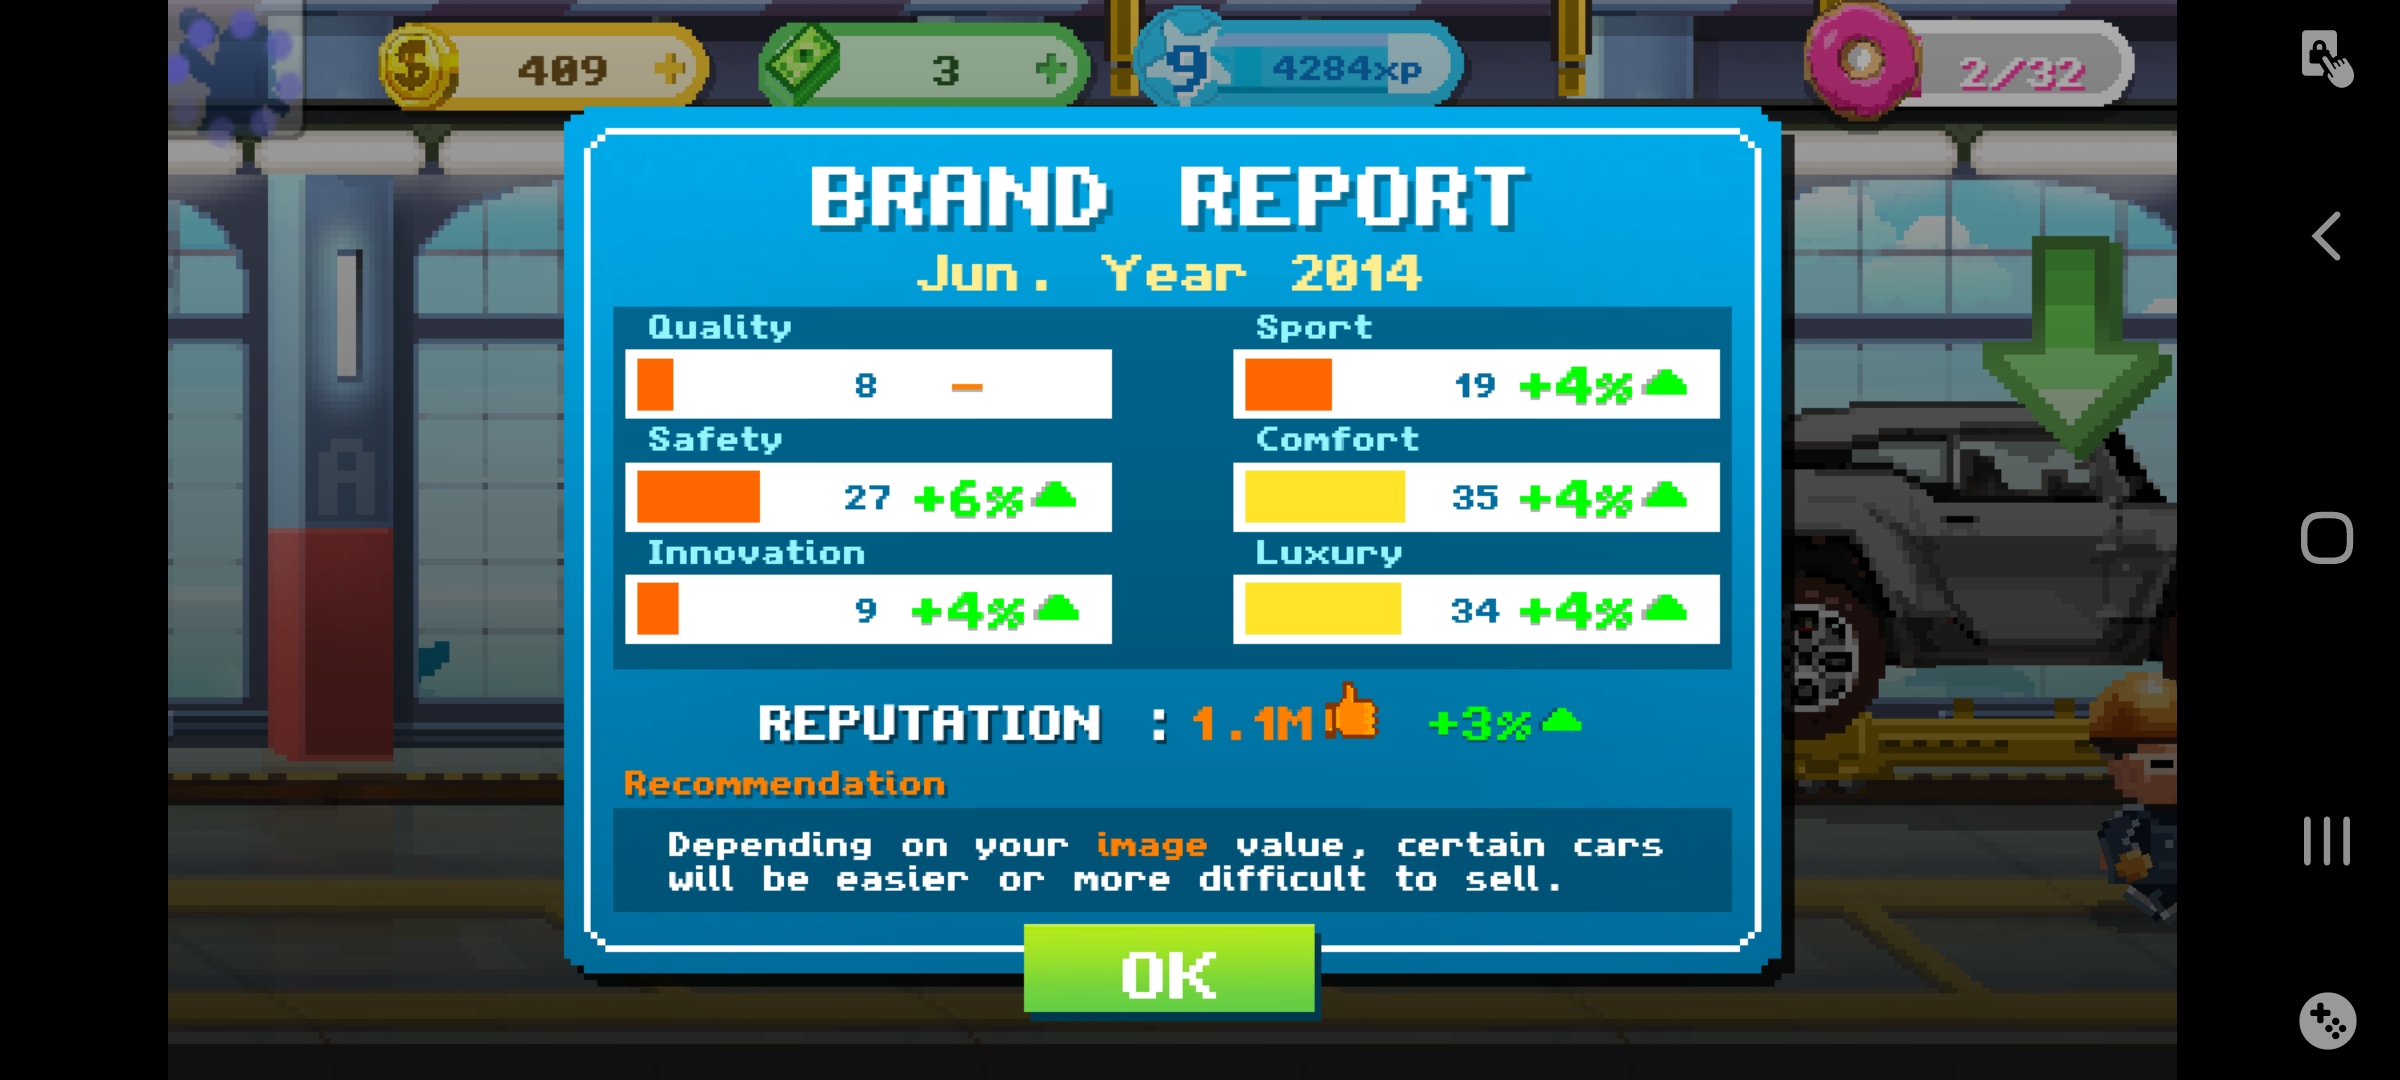 409 +
3 +
9 4284xp
2/32
BRAND REPORT
Jun. Year 2014
Quality
8 –
Sport
19 +4%
Safety
27 +6%
Comfort
35 +4%
Innovation
9 +4%
Luxury
34 +4%
REPUTATION : 1.1M +3%
Recommendation
Depending on your image value, certain cars
will be easier or more difficult to sell.
OK
A